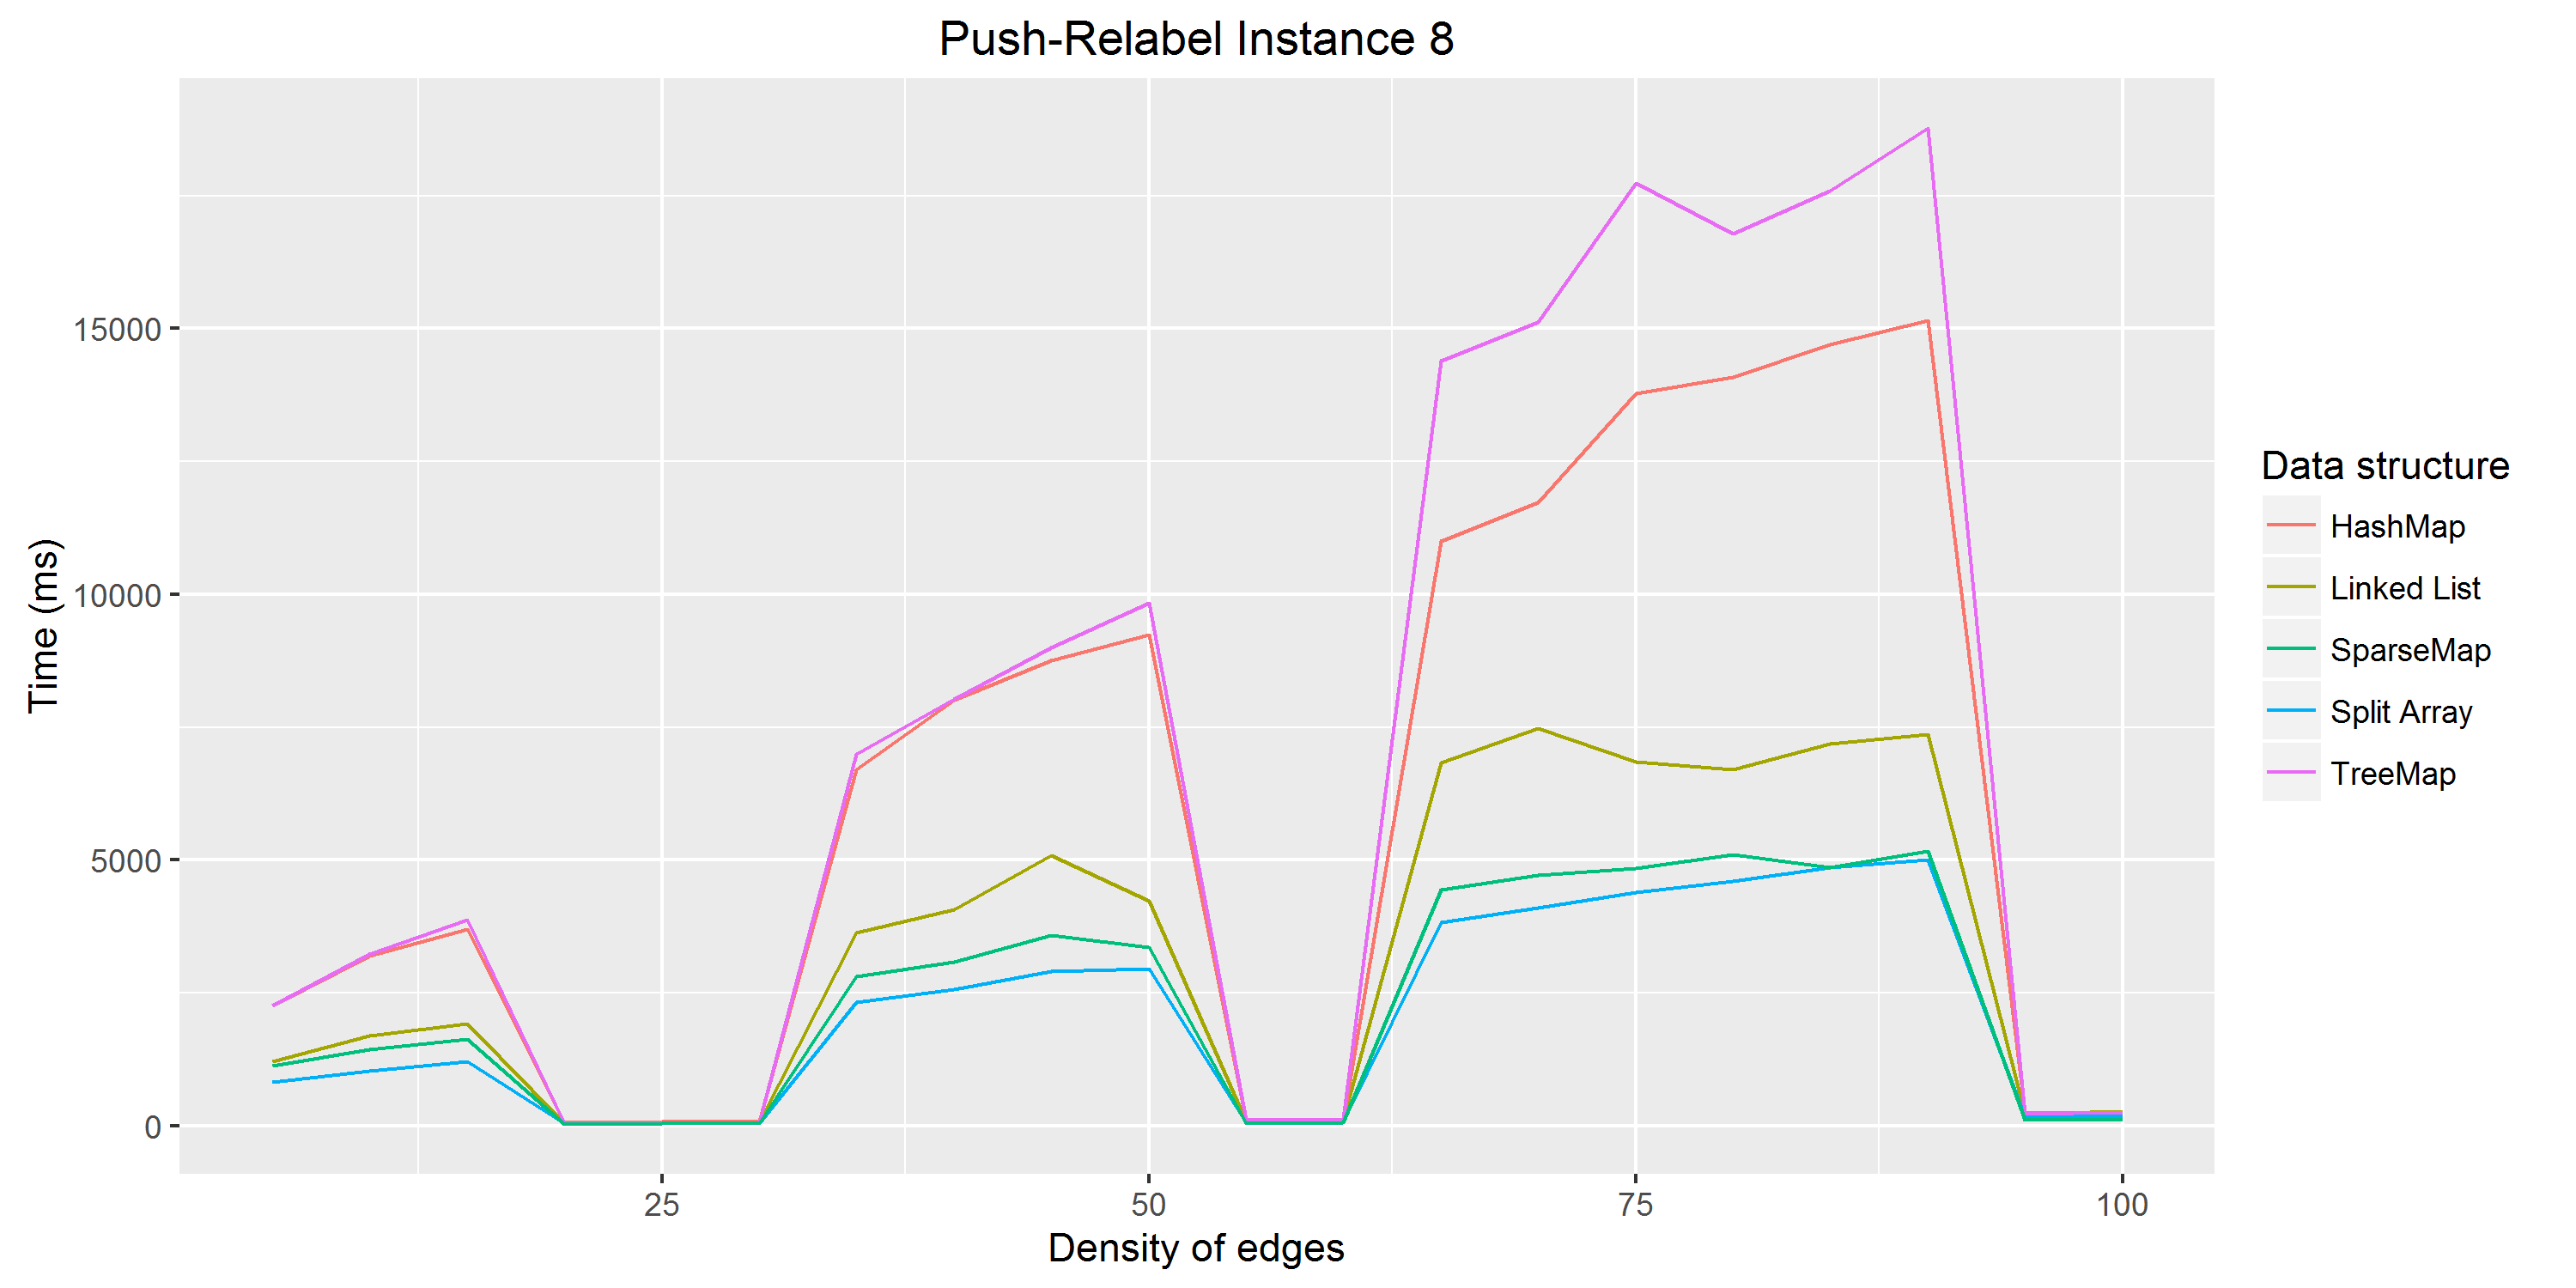 Push-Relabel Instance 8
Time (ms)
15000
10000
5000
0
25
50
75
100
Density of edges
Data structure
HashMap
Linked List
SparseMap
Split Array
TreeMap